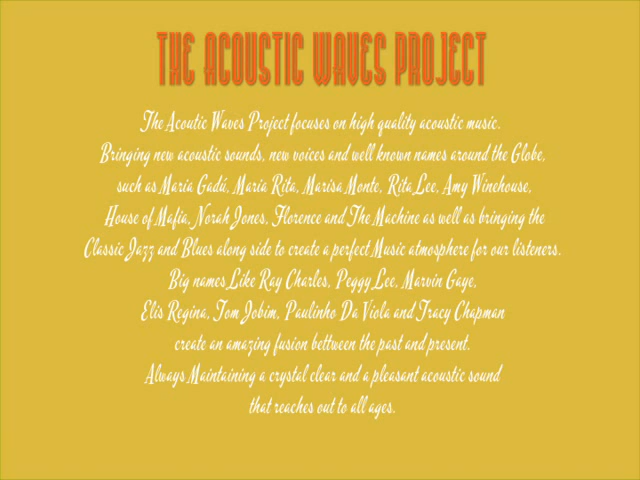 THE ACOUSTIC WAVES PROJECT
The Acoutic Waves Project focuses on high quality acoustic music.
Bringing new acoustic sounds, new voices and well known names around the Globe,
such as Maria Gadú, Maria Rita, Marisa Monte, Rita Lee, Amy Winehouse,
House of Mafia, Norah Jones, Florence and The Machine as well as bringing the
Classic Jazz and Blues along side to create a perfect Music atmosphere for our listeners.
Big names Like Ray Charles, Peggy Lee, Marvin Gaye,
Elis Regina, Tom Jobim, Paulinho Da Viola and Tracy Chapman
create an amazing fusion bettween the past and present.
Always Maintaining a crystal clear and a pleasant acoustic sound
that reaches out to all ages.